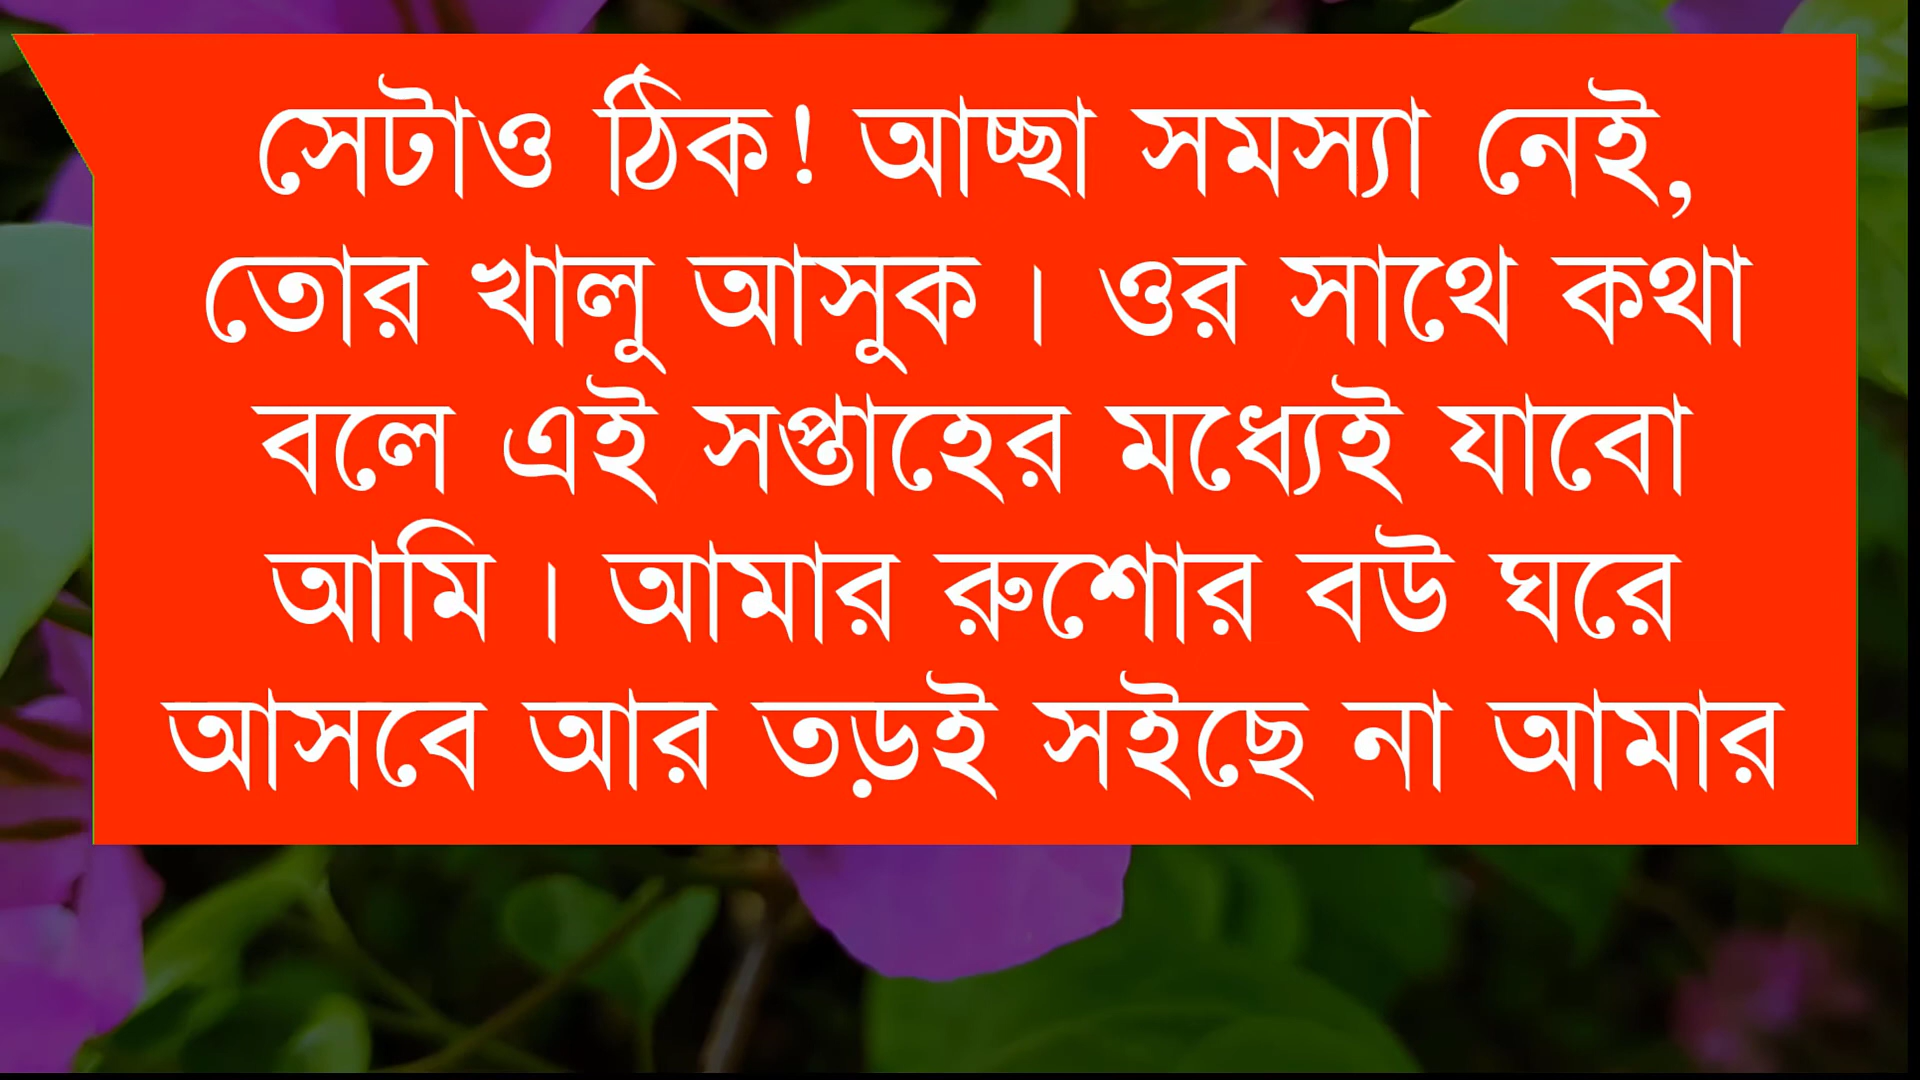 সেটাও ঠিক! আচ্ছা সমস্যা নেই,
তোর খালু আসুক। ওর সাথে কথা
বলে এই সপ্তাহের মধ্যেই যাবো
আমি। আমার রুশোর বউ ঘরে
আসবে আর তড়ই সইছে না আমার